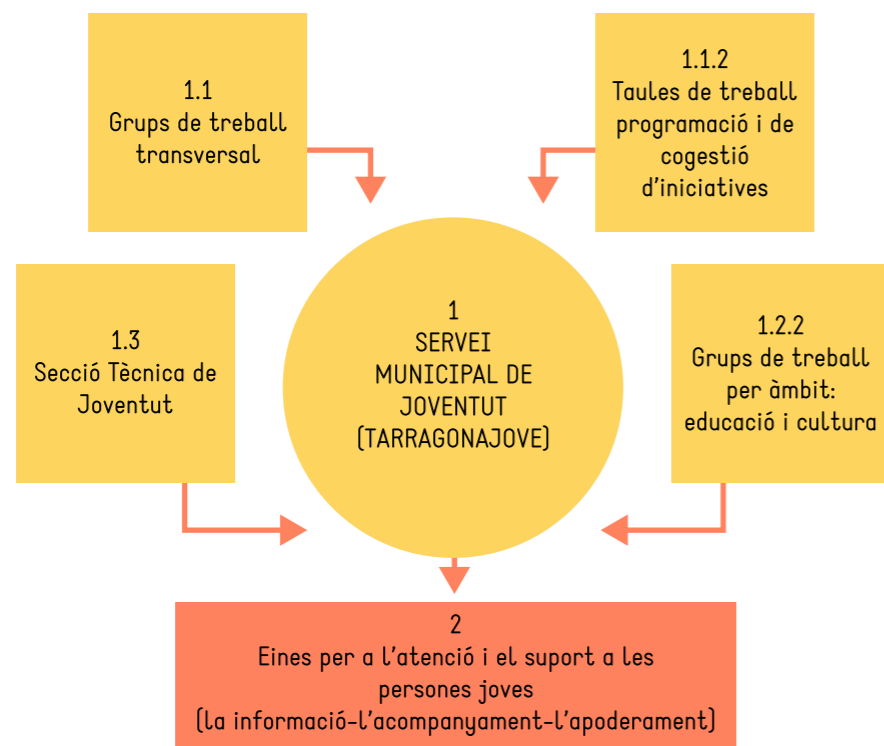 1.1
Grups de treball
transversal
1.1.2
Taules de treball
programació i de
cogestió
d'iniciatives
1.3
Secció Tècnica de
Joventut
1
SERVEI
MUNICIPAL DE
JOVENTUT
(TARRAGONAJOVE)
1.2.2
Grups de treball
per àmbit:
educació i cultura
2
Eines per a l'atenció i el suport a les
persones joves
(la informació-l'acompanyament-l'apoderament)